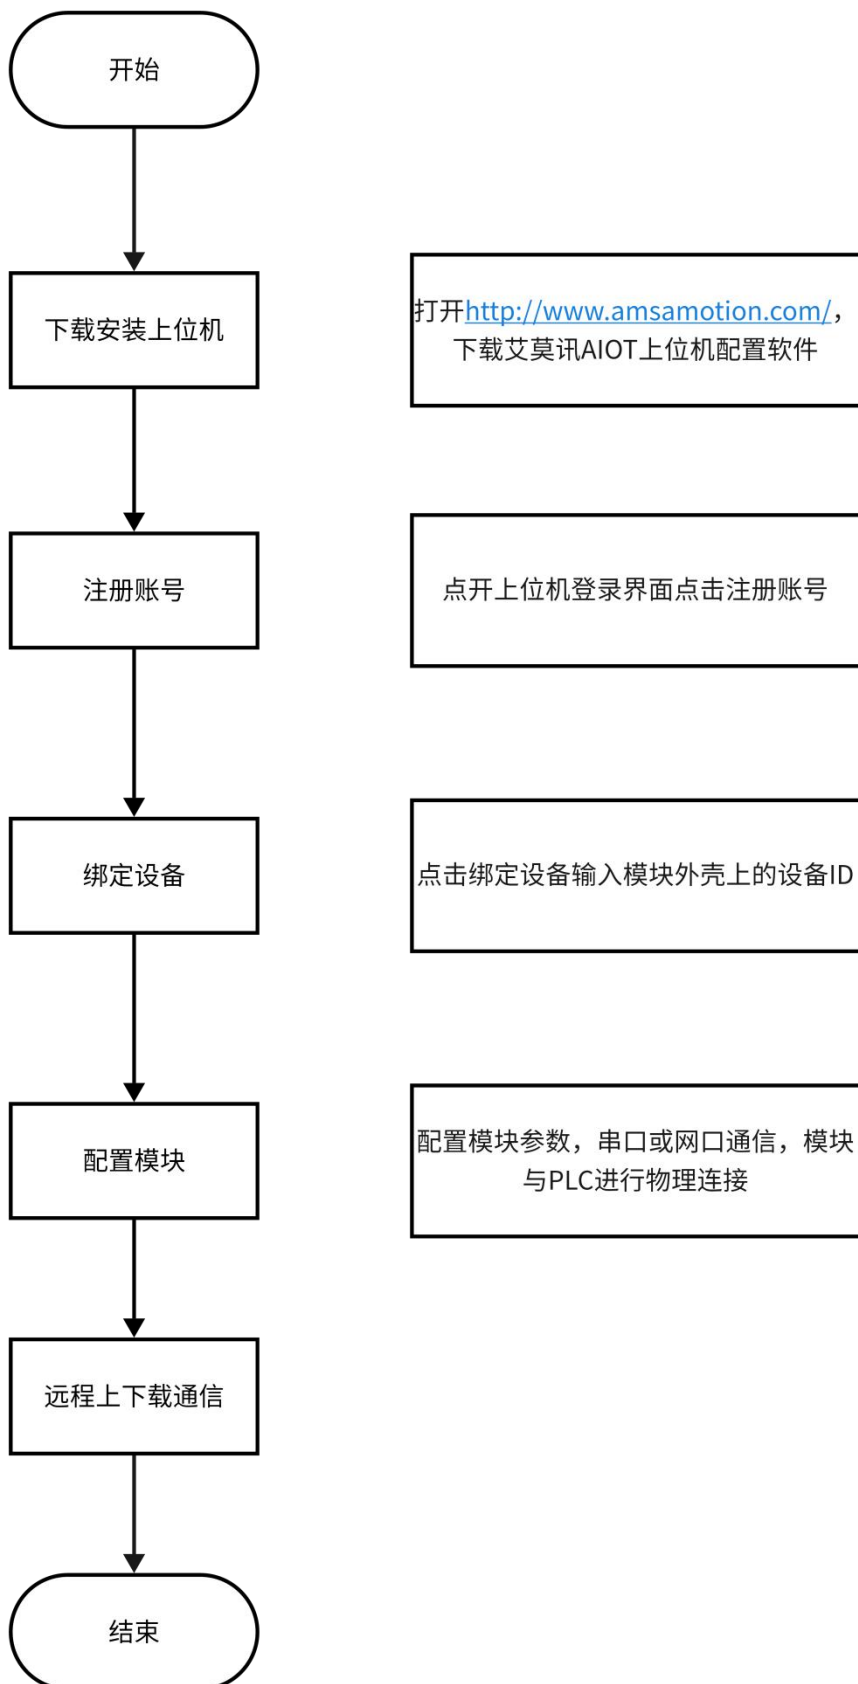 开始
下载安装上位机
打开http://www.amsamotion.com/，
下载艾莫讯AIOT上位机配置软件
注册账号
点开上位机登录界面点击注册账号
绑定设备
点击绑定设备输入模块外壳上的设备ID
配置模块
配置模块参数，串口或网口通信，模块
与PLC进行物理连接
远程上下载通信
结束